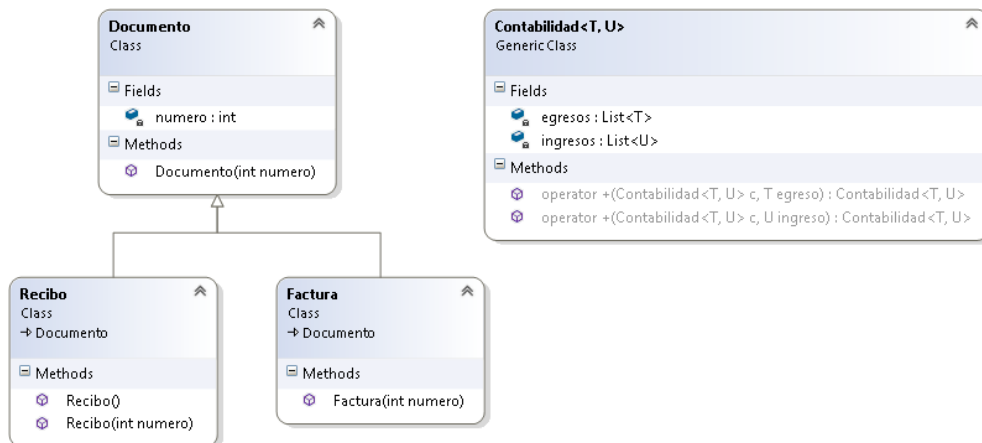 Documento
Class
Fields
numero : int
Methods
Documento(int numero)
Contabilidad<T, U>
Generic Class
Fields
egresos : List<T>
ingresos : List<U>
Methods
operator +(Contabilidad<T, U> c, T egreso) : Contabilidad<T, U>
operator +(Contabilidad<T, U> c, U ingreso) : Contabilidad<T, U>
Recibo
Class
Documento
Methods
Recibo()
Recibo(int numero)
Factura
Class
Documento
Methods
Factura(int numero)